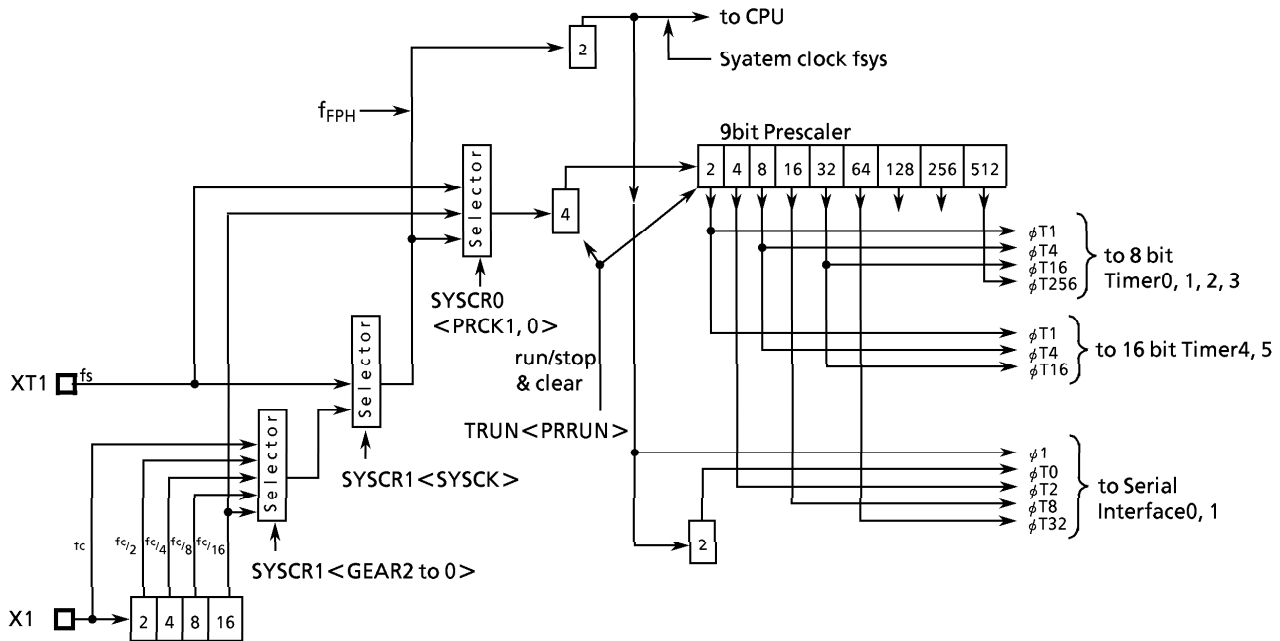 to CPU
2
Syatem clock fsys
fFPH
9bit Prescaler
Selector
2 4 8 16 32 64 128 256 512
4
φT1
φT4
φT16
φT256
to 8 bit
Timer0, 1, 2, 3
SYSCR0
<PRCK1, 0>
φT1
φT4
φT16
to 16 bit Timer4, 5
run/stop
& clear
XT1
fs
Selector
TRUN<PRRUN>
Selector
SYSCR1<SYSCK>
φ1
φT0
φT2
φT8
φT32
to Serial
Interface0, 1
2
fc
fc/2
fc/4
fc/8
fc/16
SYSCR1<GEAR2 to 0>
X1
2 4 8 16